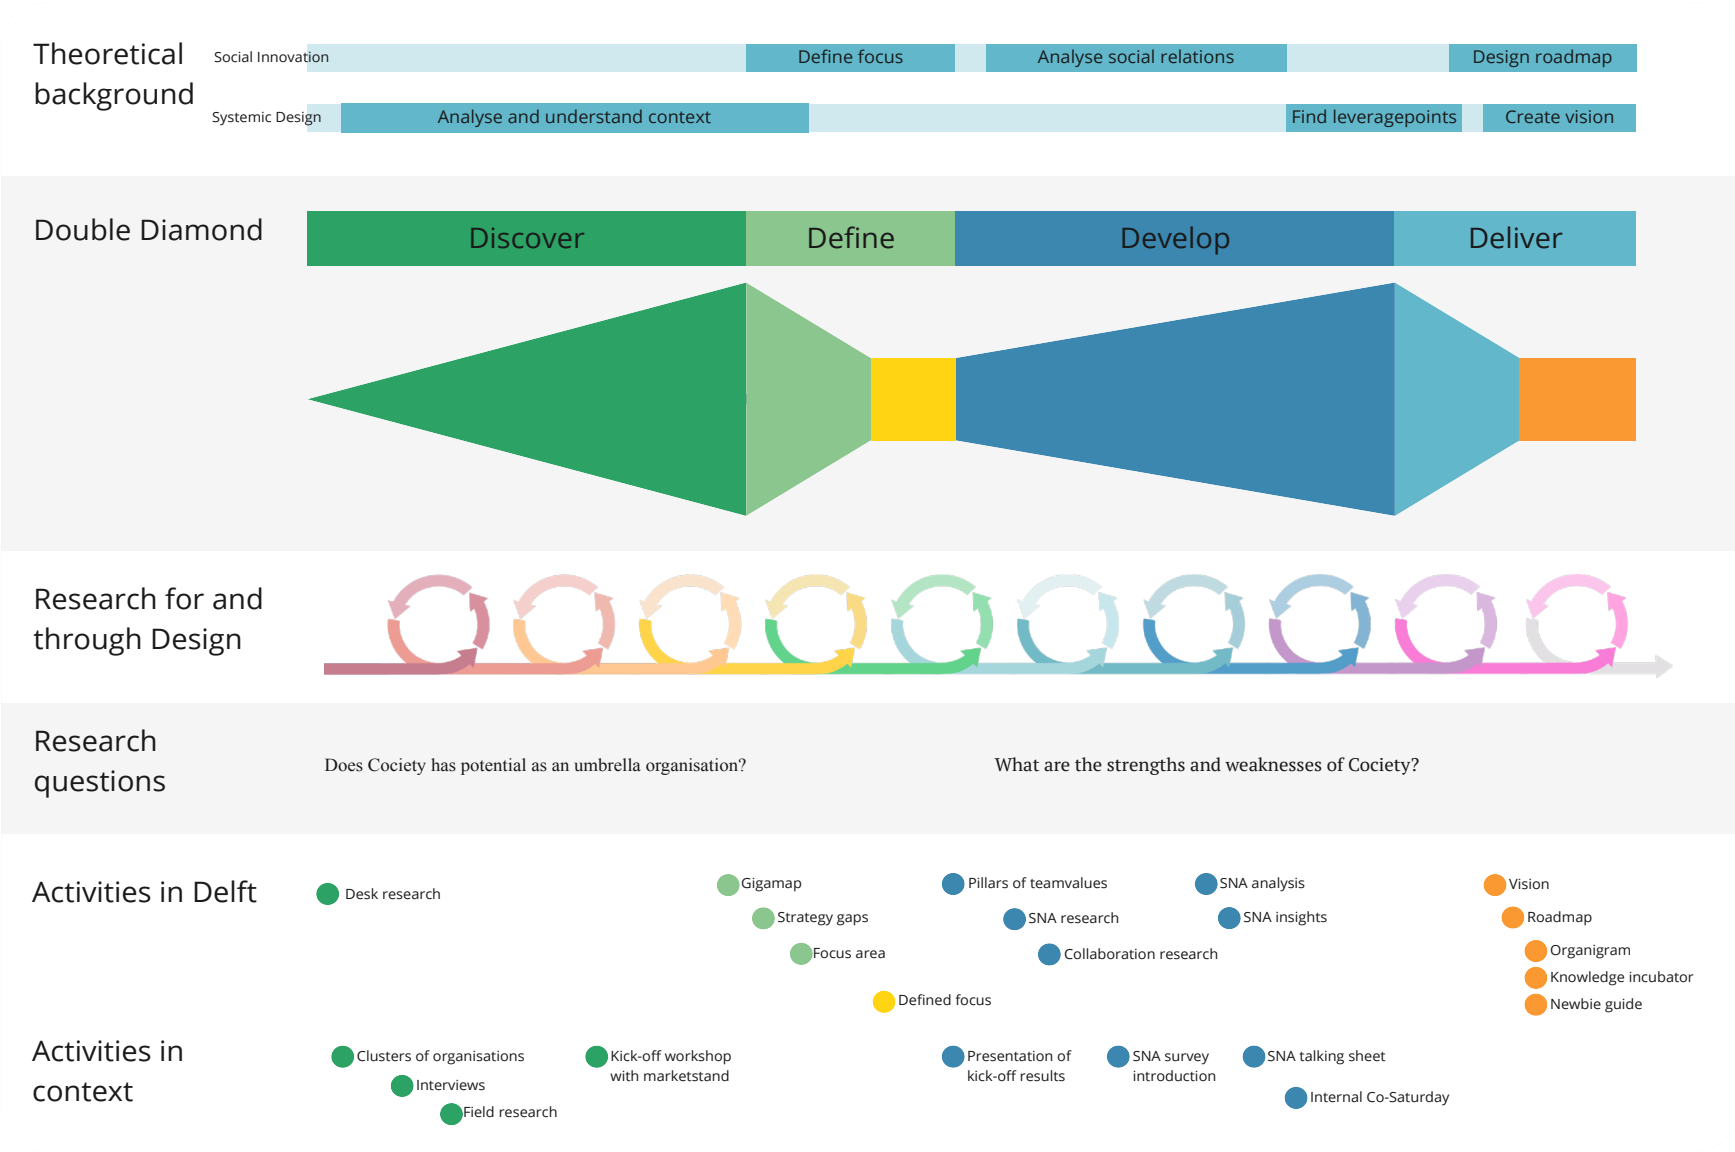 Theoretical
background
Social Innovation
Define focus
Analyse social relations
Design roadmap
Systemic Design
Analyse and understand context
Find leveragepoints
Create vision
Double Diamond
Discover
Define
Develop
Deliver
Research for and
through Design
Research
questions
Does Cociety has potential as an umbrella organisation?
What are the strengths and weaknesses of Cociety?
Activities in Delft
Desk research
Gigamap
Strategy gaps
Focus area
Defined focus
Pillars of teamvalues
SNA research
Collaboration research
SNA analysis
SNA insights
Vision
Roadmap
Organigram
Knowledge incubator
Newbie guide
Activities in
context
Clusters of organisations
Interviews
Field research
Kick-off workshop
with marketstand
Presentation of
kick-off results
SNA survey
introduction
SNA talking sheet
Internal Co-Saturday